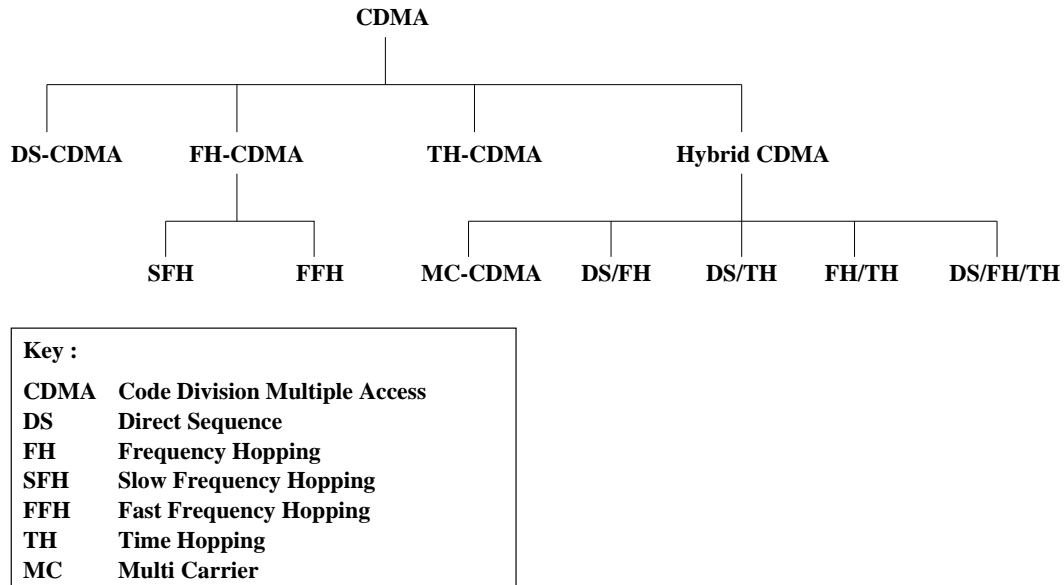 CDMA
DS-CDMA FH-CDMA TH-CDMA Hybrid CDMA
SFH FFH MC-CDMA DS/FH DS/TH FH/TH DS/FH/TH
Key :
CDMA Code Division Multiple Access
DS Direct Sequence
FH Frequency Hopping
SFH Slow Frequency Hopping
FFH Fast Frequency Hopping
TH Time Hopping
MC Multi Carrier